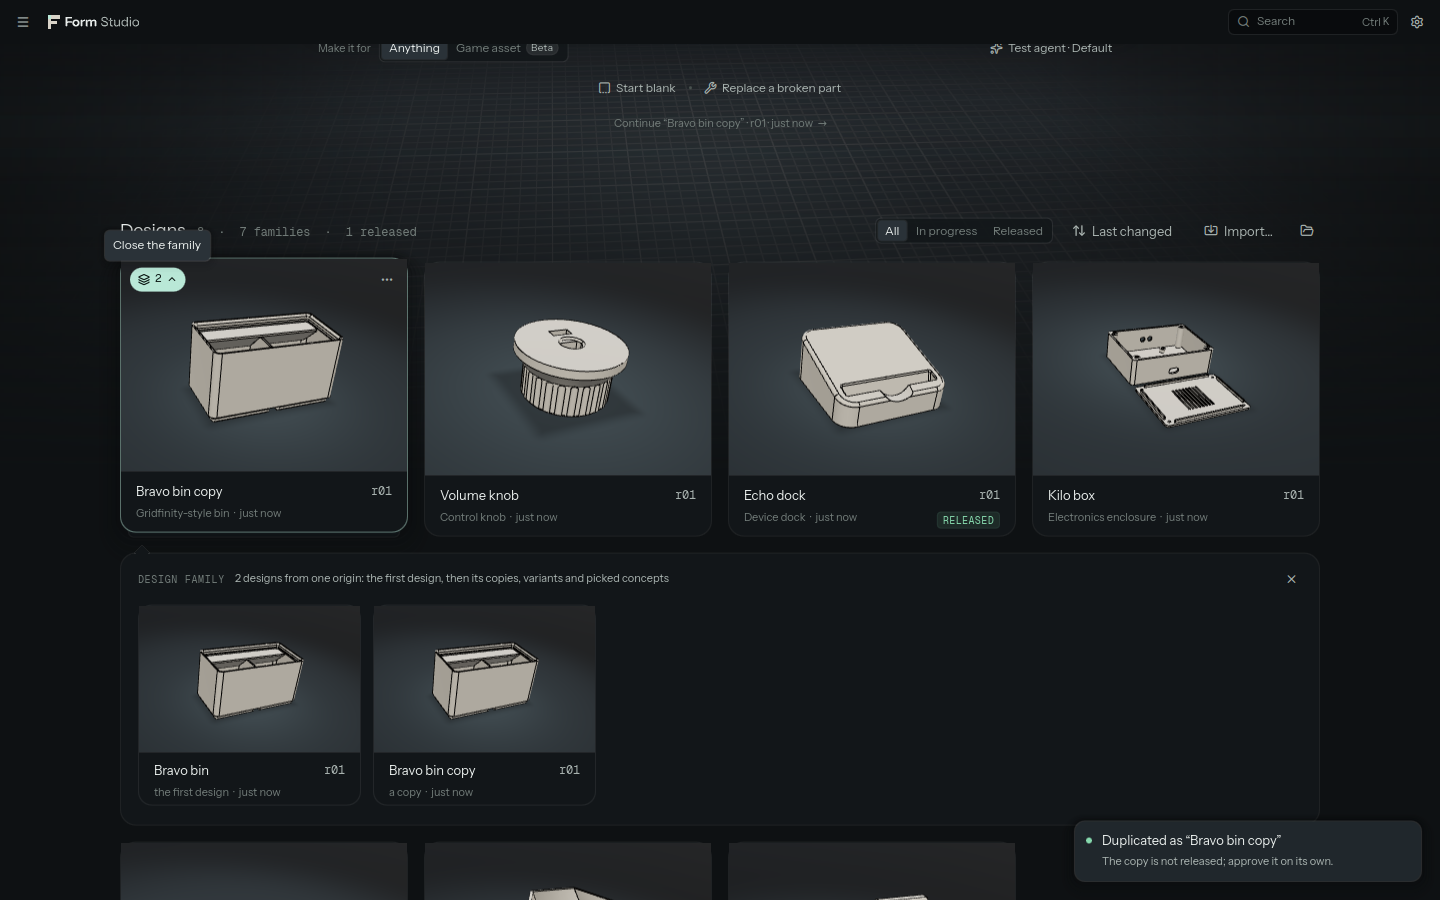 Form Studio
Search Ctrl K
Make it for Anything Game asset Beta
Test agent · Default
Start blank · Replace a broken part
Continue “Bravo bin copy” · r01 · just now →
Designs · 7 families · 1 released
All In progress Released Last changed Import...
Close the family
2
Bravo bin copy r01
Gridfinity-style bin · just now
Volume knob r01
Control knob · just now
Echo dock r01
Device dock · just now RELEASED
Kilo box r01
Electronics enclosure · just now
DESIGN FAMILY 2 designs from one origin: the first design, then its copies, variants and picked concepts
Bravo bin r01
the first design · just now
Bravo bin copy r01
a copy · just now
Duplicated as “Bravo bin copy”
The copy is not released; approve it on its own.